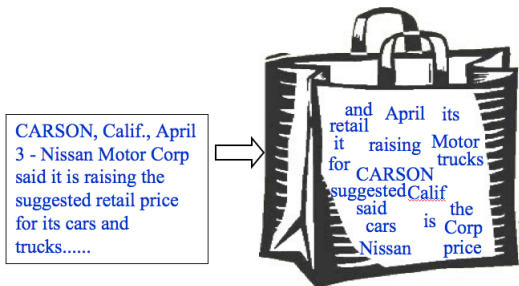 CARSON, Calif., April
3 - Nissan Motor Corp
said it is raising the
suggested retail price
for its cars and
trucks......
and April its
retail
it raising Motor
for trucks
CARSON
suggested Calif
said the
cars is Corp
Nissan price